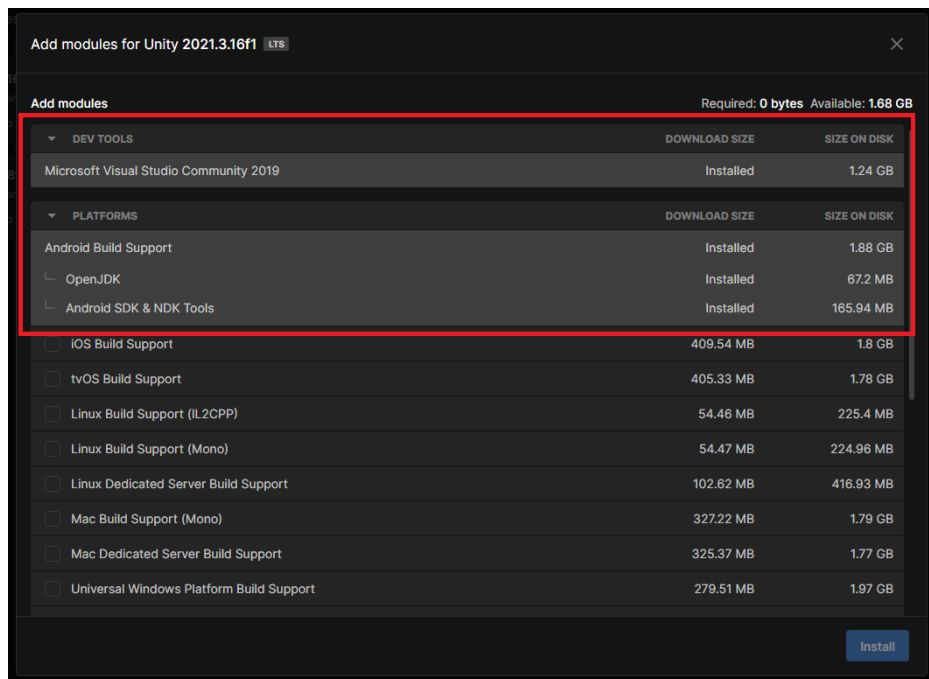 Add modules for Unity 2021.3.16f1 LTS
Add modules Required: 0 bytes Available: 1.68 GB
DEV TOOLS DOWNLOAD SIZE SIZE ON DISK
Microsoft Visual Studio Community 2019 Installed 1.24 GB
PLATFORMS DOWNLOAD SIZE SIZE ON DISK
Android Build Support Installed 1.88 GB
OpenJDK Installed 67.2 MB
Android SDK & NDK Tools Installed 165.94 MB
iOS Build Support 409.54 MB 1.8 GB
tvOS Build Support 405.33 MB 1.78 GB
Linux Build Support (IL2CPP) 54.46 MB 225.4 MB
Linux Build Support (Mono) 54.47 MB 224.96 MB
Linux Dedicated Server Build Support 102.62 MB 416.93 MB
Mac Build Support (Mono) 327.22 MB 1.79 GB
Mac Dedicated Server Build Support 325.37 MB 1.77 GB
Universal Windows Platform Build Support 279.51 MB 1.97 GB
Install